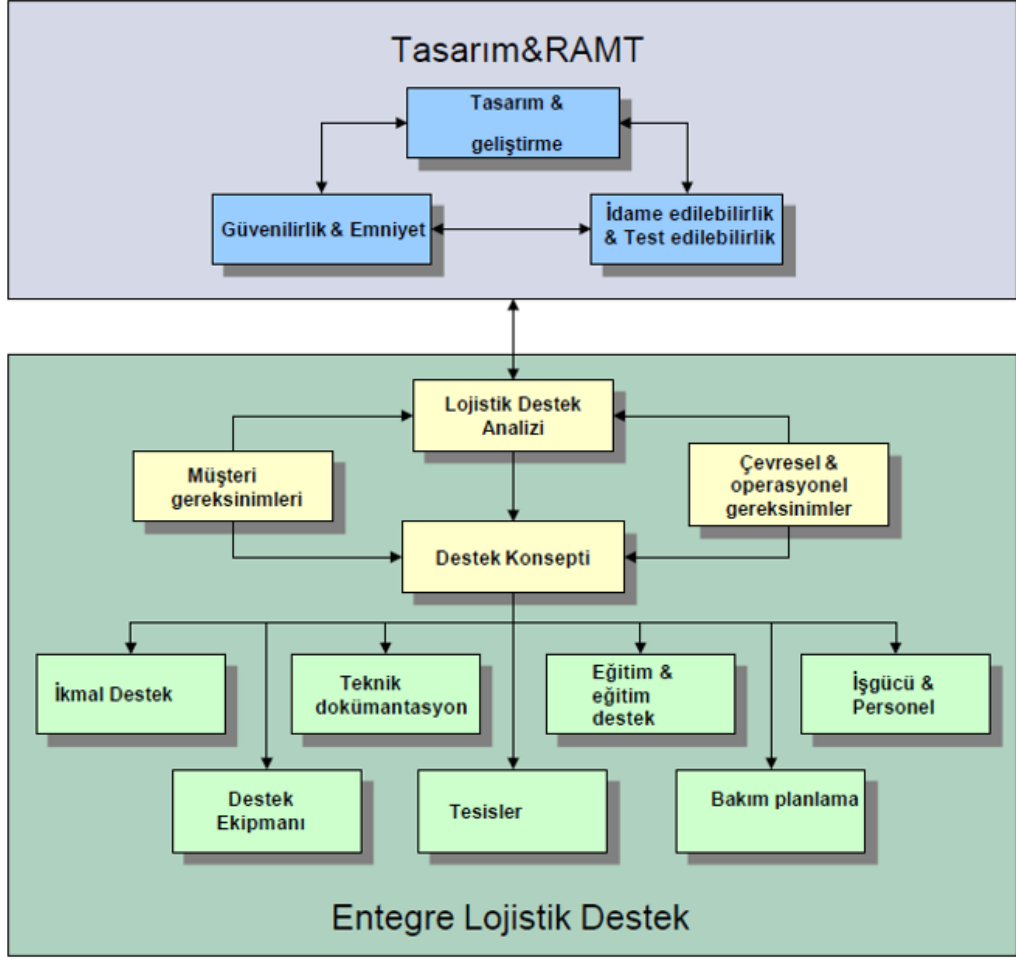 Tasarım&RAMT
Tasarım &
geliştirme
Güvenilirlik & Emniyet
İdame edilebilirlik
& Test edilebilirlik
Lojistik Destek
Analizi
Müşteri
gereksinimleri
Çevresel &
operasyonel
gereksinimler
Destek Konsepti
İkmal Destek
Teknik
dokümantasyon
Eğitim &
eğitim
destek
İşgücü &
Personel
Destek
Ekipmanı
Tesisler
Bakım planlama
Entegre Lojistik Destek